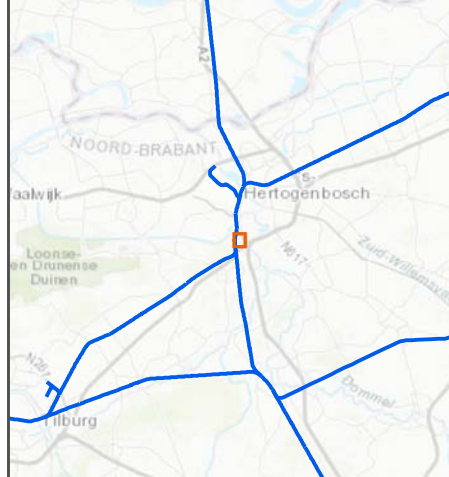 A2
NOORD-BRABANT
S-
Hertogenbosch
aalwijk
Loonse-
en Drunense
Duinen
N617
Zuid-Willemsva
N261
Dommel
Tilburg